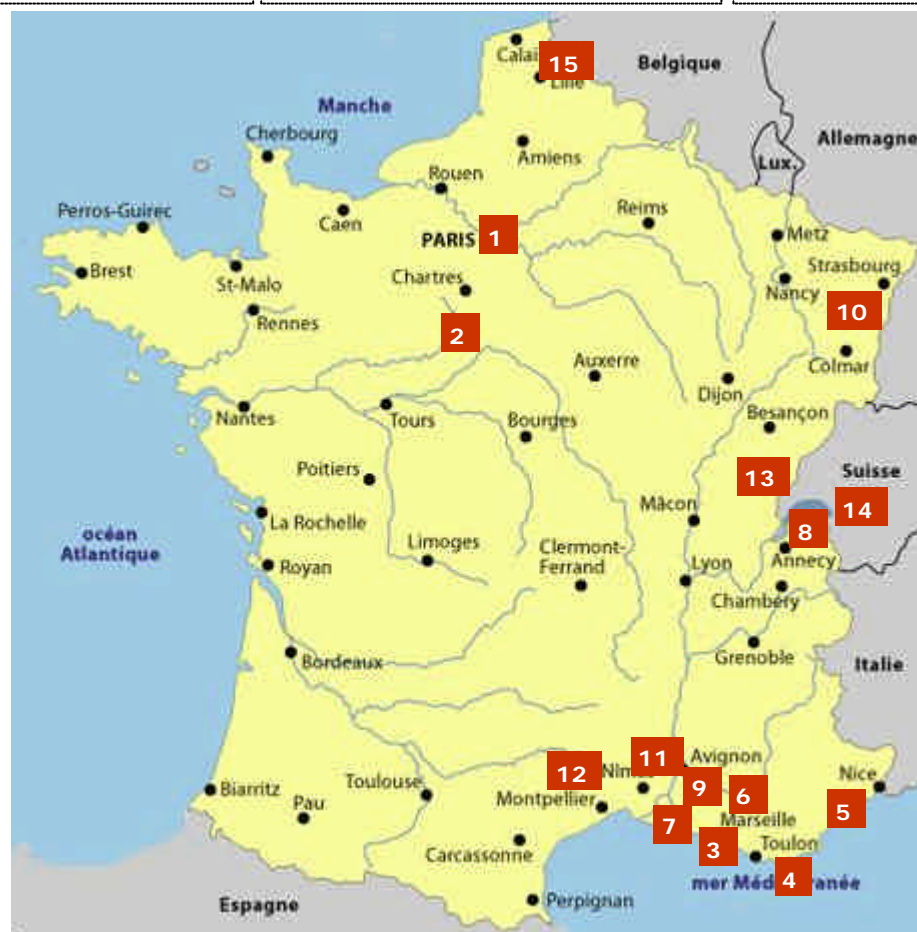 Calais
15
Lille
Belgique
Manche
Cherbourg
Allemagne
Amiens
Lux.
Rouen
Perros-Guirec
Caen
Reims
PARIS
1
Metz
Brest
St-Malo
Chartres
Nancy
Strasbourg
10
Rennes
2
Auxerre
Dijon
Colmar
Nantes
Tours
Bourges
Besançon
Poitiers
13
Suisse
14
Mâcon
La Rochelle
océan
Atlantique
Limoges
Clermont-
Ferrand
8
Annecy
Royan
Lyon
Chambéry
Bordeaux
Grenoble
Italie
Avignon
11
12
Nîmes
Nice
Biarritz
Toulouse
Montpellier
9
6
5
Pau
7
Marseille
Carcassonne
3
Toulon
mer Méditerranée
4
Espagne
Perpignan